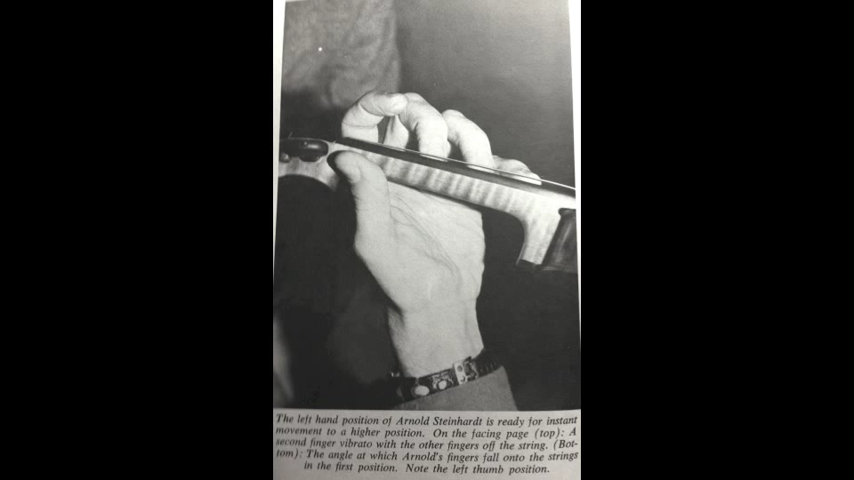 The left hand position of Arnold Steinhardt is ready for instant
movement to a higher position. On the facing page (top): A
second finger vibrato with the other fingers off the string. (Bot-
tom): The angle at which Arnold's fingers fall onto the strings
in the first position. Note the left thumb position.